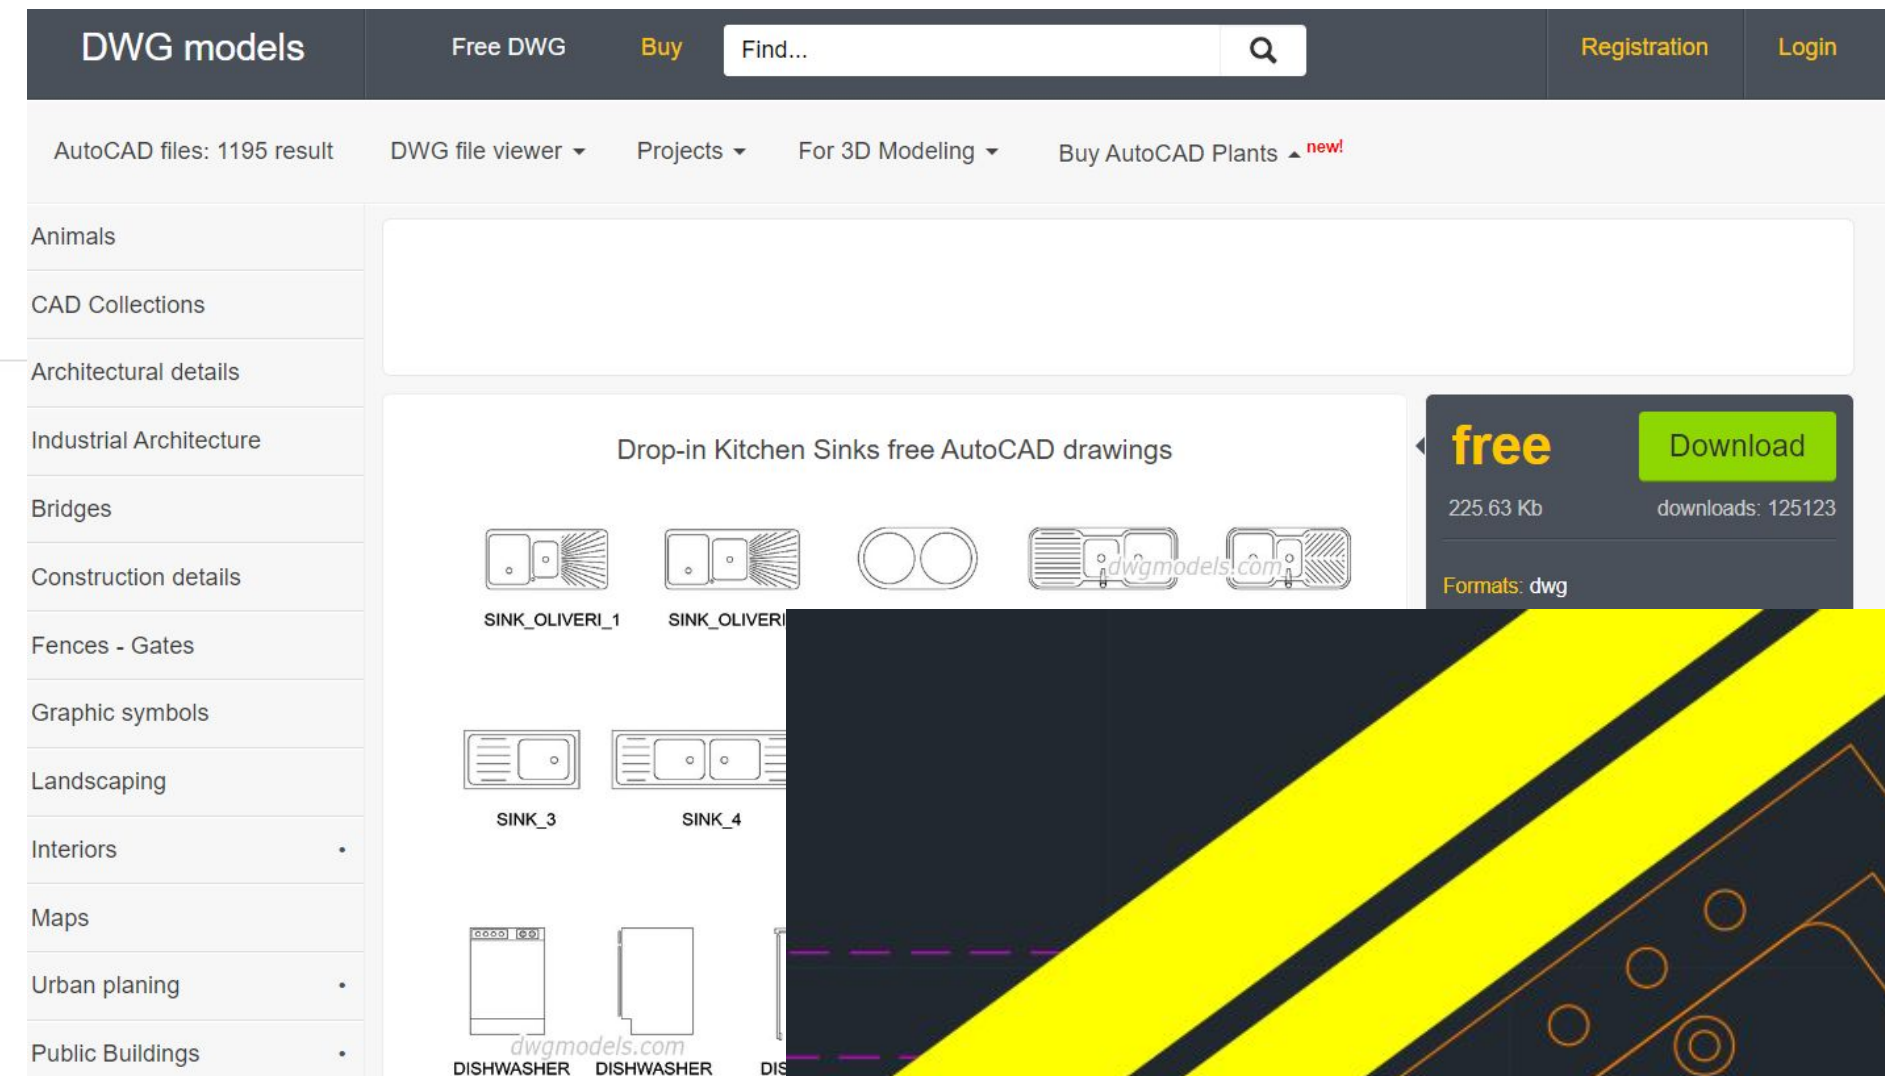 DWG models
Free DWG
Buy
Find...
Registration
Login
AutoCAD files: 1195 result
DWG file viewer
Projects
For 3D Modeling
Buy AutoCAD Plants new!
Animals
CAD Collections
Architectural details
Industrial Architecture
Bridges
Construction details
Fences - Gates
Graphic symbols
Landscaping
Interiors
Maps
Urban planing
Public Buildings
Drop-in Kitchen Sinks free AutoCAD drawings
dwgmodels.com
SINK_OLIVERI_1
SINK_OLIVERI
SINK_3
SINK_4
dwgmodels.com
DISHWASHER
DISHWASHER
free
Download
225.63 Kb
downloads: 125123
Formats: dwg